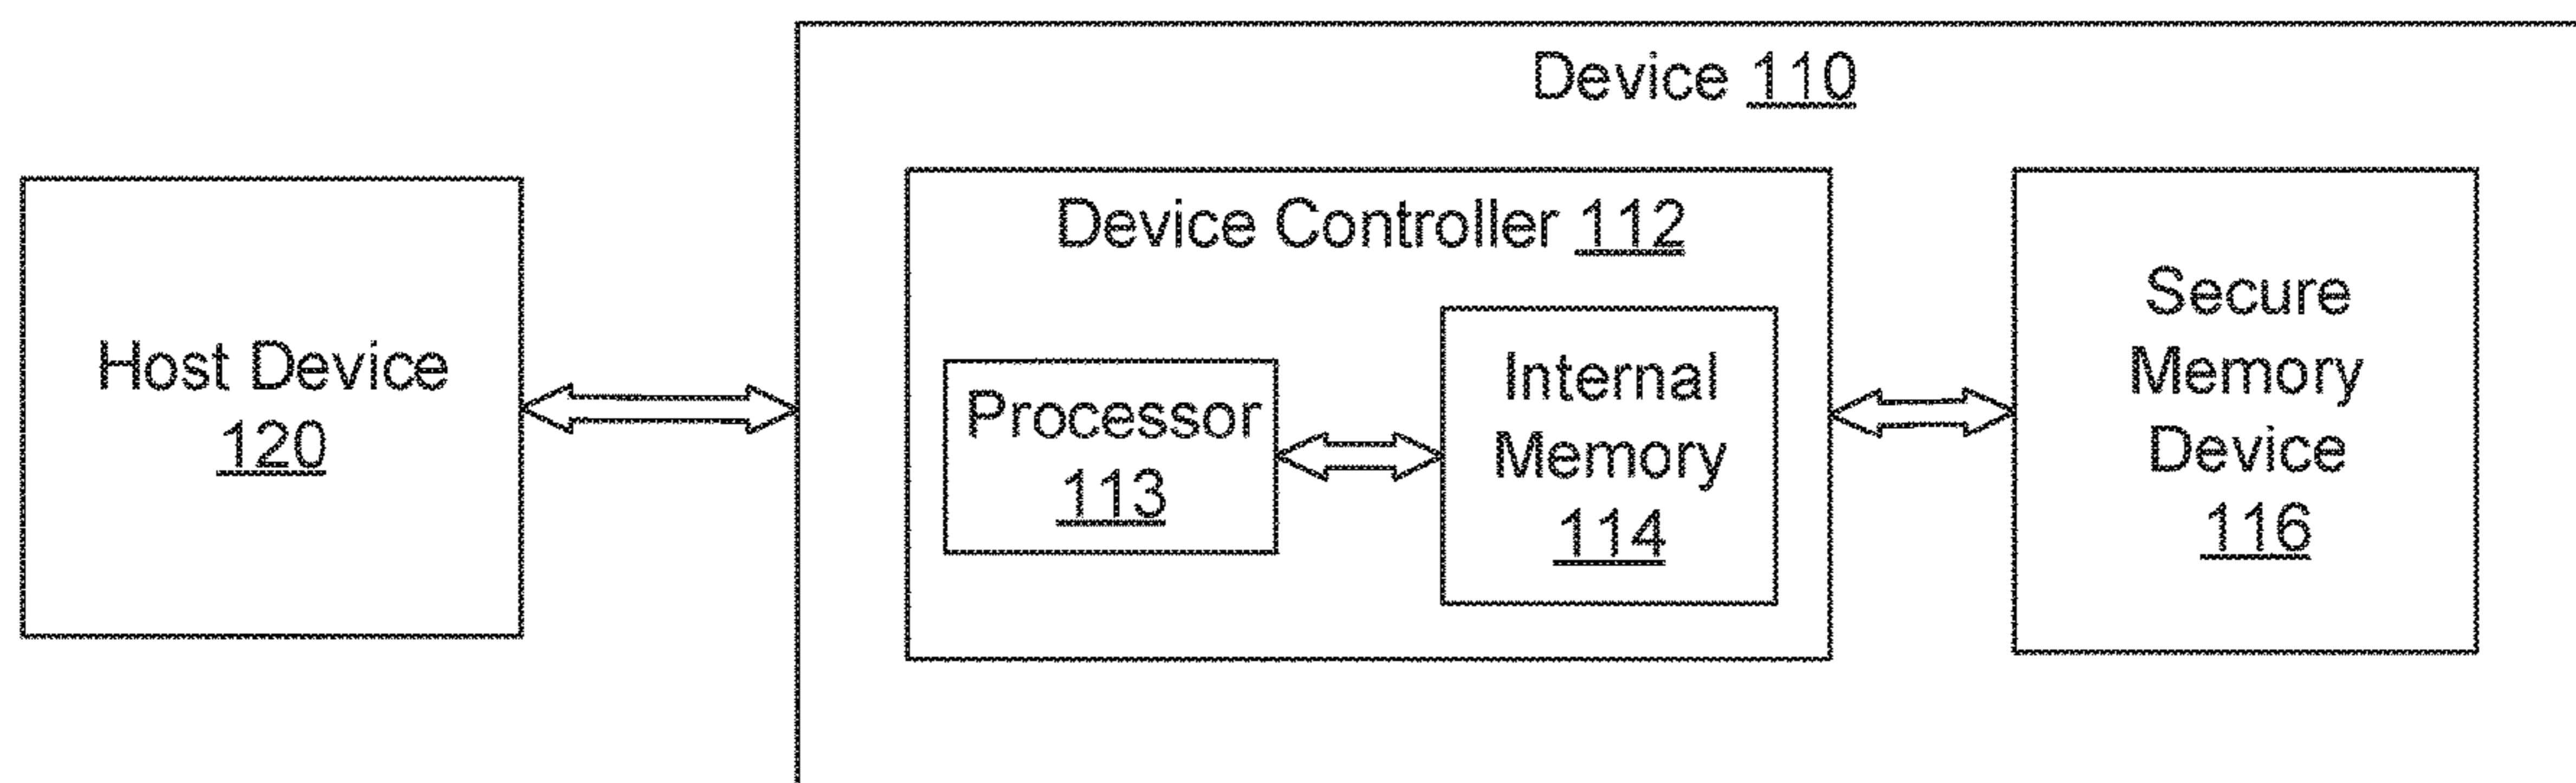 Device 110
Host Device
120
Device Controller 112
Processor
113
Internal
Memory
114
Secure
Memory
Device
116